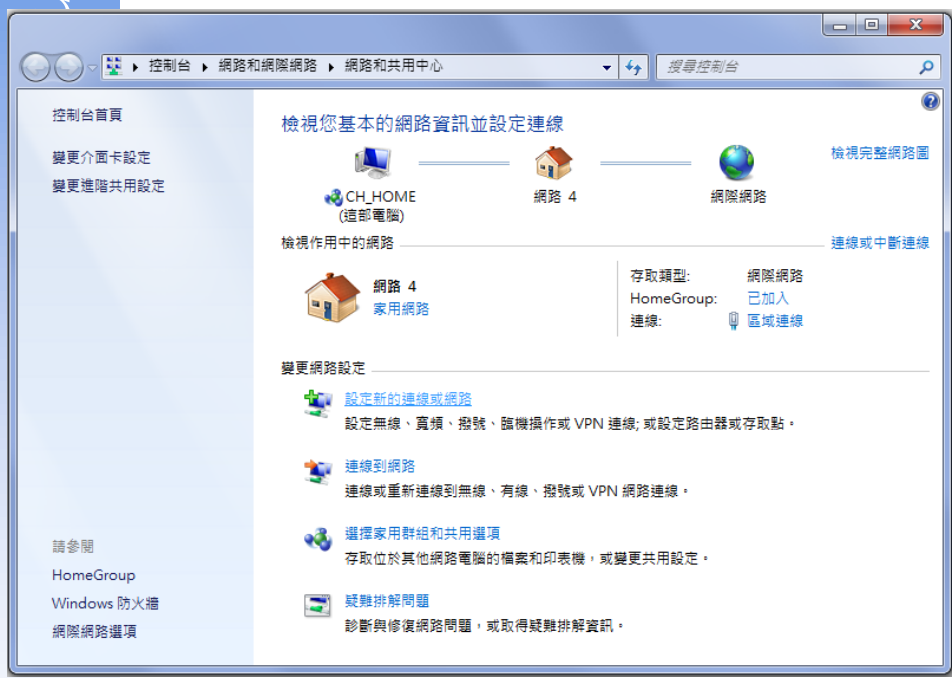 控制台 ▸ 網路和網際網路 ▸ 網路和共用中心
搜尋控制台
控制台首頁
變更介面卡設定
變更進階共用設定
檢視您基本的網路資訊並設定連線
檢視完整網路圖
CH_HOME
(這部電腦)
網路 4
網際網路
檢視作用中的網路
連線或中斷連線
網路 4
家用網路
存取類型: 網際網路
HomeGroup: 已加入
連線: 區域連線
變更網路設定
設定新的連線或網路
設定無線、寬頻、撥號、臨機操作或 VPN 連線; 或設定路由器或存取點。
連線到網路
連線或重新連線到無線、有線、撥號或 VPN 網路連線。
選擇家用群組和共用選項
存取位於其他網路電腦的檔案和印表機，或變更共用設定。
疑難排解問題
診斷與修復網路問題，或取得疑難排解資訊。
請參閱
HomeGroup
Windows 防火牆
網際網路選項